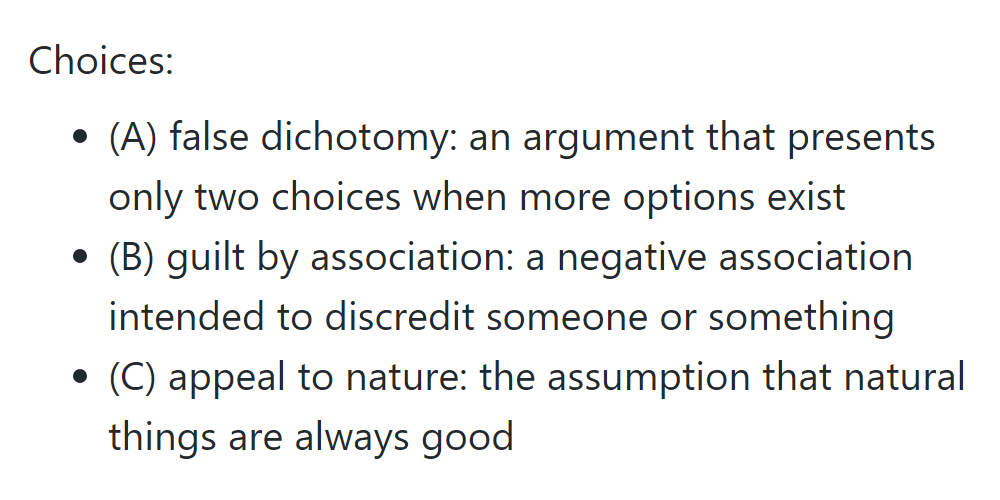 Choices:
• (A) false dichotomy: an argument that presents
only two choices when more options exist
• (B) guilt by association: a negative association
intended to discredit someone or something
• (C) appeal to nature: the assumption that natural
things are always good